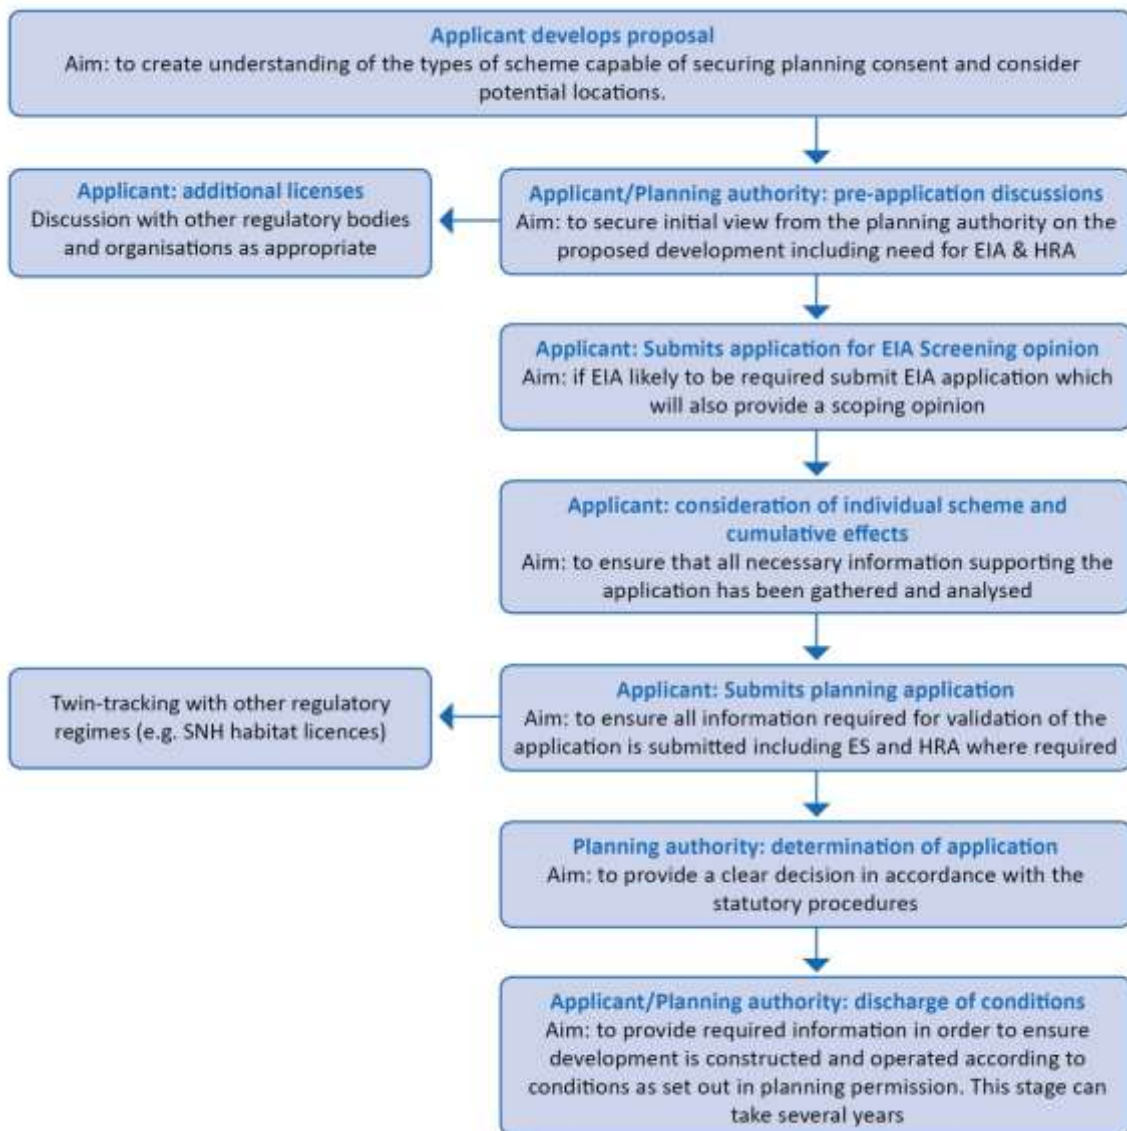 Applicant develops proposal
Aim: to create understanding of the types of scheme capable of securing planning consent and consider
potential locations.
Applicant: additional licenses
Discussion with other regulatory bodies
and organisations as appropriate
Applicant/Planning authority: pre-application discussions
Aim: to secure initial view from the planning authority on the
proposed development including need for EIA & HRA
Applicant: Submits application for EIA Screening opinion
Aim: if EIA likely to be required submit EIA application which
will also provide a scoping opinion
Applicant: consideration of individual scheme and
cumulative effects
Aim: to ensure that all necessary information supporting the
application has been gathered and analysed
Twin-tracking with other regulatory
regimes (e.g. SNH habitat licences)
Applicant: Submits planning application
Aim: to ensure all information required for validation of the
application is submitted including ES and HRA where required
Planning authority: determination of application
Aim: to provide a clear decision in accordance with the
statutory procedures
Applicant/Planning authority: discharge of conditions
Aim: to provide required information in order to ensure
development is constructed and operated according to
conditions as set out in planning permission. This stage can
take several years